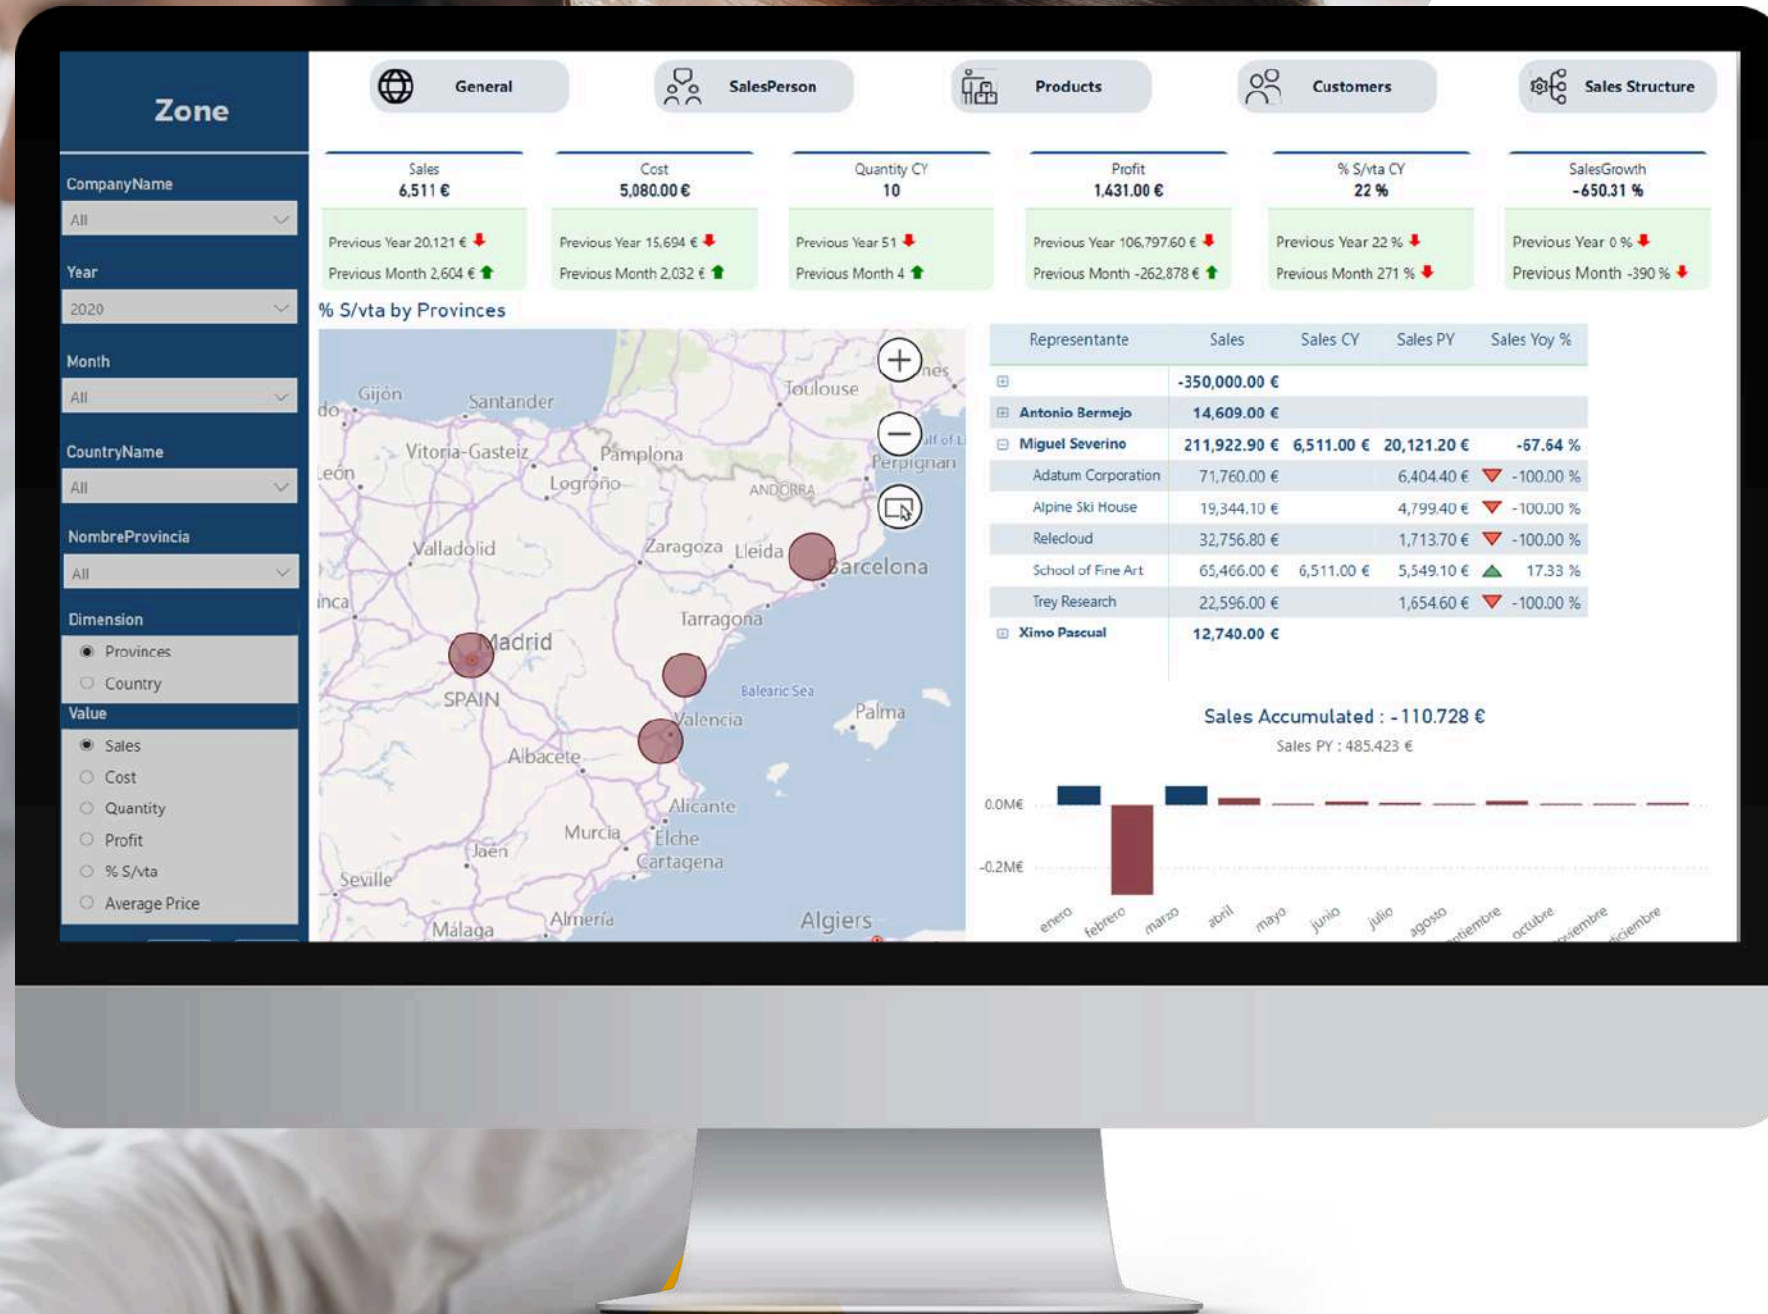 Zone
General
SalesPerson
Products
Customers
Sales Structure
CompanyName
All
Year
2020
Month
All
CountryName
All
NombreProvincia
All
Dimension
Provinces
Country
Value
Sales
Cost
Quantity
Profit
% S/vta
Average Price
Sales
6,511 €
Previous Year 20,121 €
Previous Month 2,604 €
Cost
5,080.00 €
Previous Year 15,694 €
Previous Month 2,032 €
Quantity CY
10
Previous Year 51
Previous Month 4
Profit
1,431.00 €
Previous Year 106,797.60 €
Previous Month -262,878 €
% S/vta CY
22 %
Previous Year 22 %
Previous Month 271 %
SalesGrowth
-650.31 %
Previous Year 0 %
Previous Month -390 %
% S/vta by Provinces
Toulouse
Gijón
Santander
Vitoria-Gasteiz
Pamplona
Perpignan
León
Logroño
ANDORRA
Valladolid
Zaragoza
Lleida
Barcelona
Tarragona
Madrid
SPAIN
Balearic Sea
Palma
Valencia
Albacete
Alicante
Murcia
Elche
Jaén
Cartagena
Seville
Málaga
Almería
Algiers
Representante Sales Sales CY Sales PY Sales Yoy %
-350,000.00 €
Antonio Bermejo 14,609.00 €
Miguel Severino 211,922.90 € 6,511.00 € 20,121.20 € -67.64 %
Adatum Corporation 71,760.00 € 6,404.40 € -100.00 %
Alpine Ski House 19,344.10 € 4,799.40 € -100.00 %
Relecloud 32,756.80 € 1,713.70 € -100.00 %
School of Fine Art 65,466.00 € 6,511.00 € 5,549.10 € 17.33 %
Trey Research 22,596.00 € 1,654.60 € -100.00 %
Ximo Pascual 12,740.00 €
Sales Accumulated : -110.728 €
Sales PY : 485.423 €
0.0M€
-0.2M€
enero febrero marzo abril mayo junio julio agosto octubre diciembre